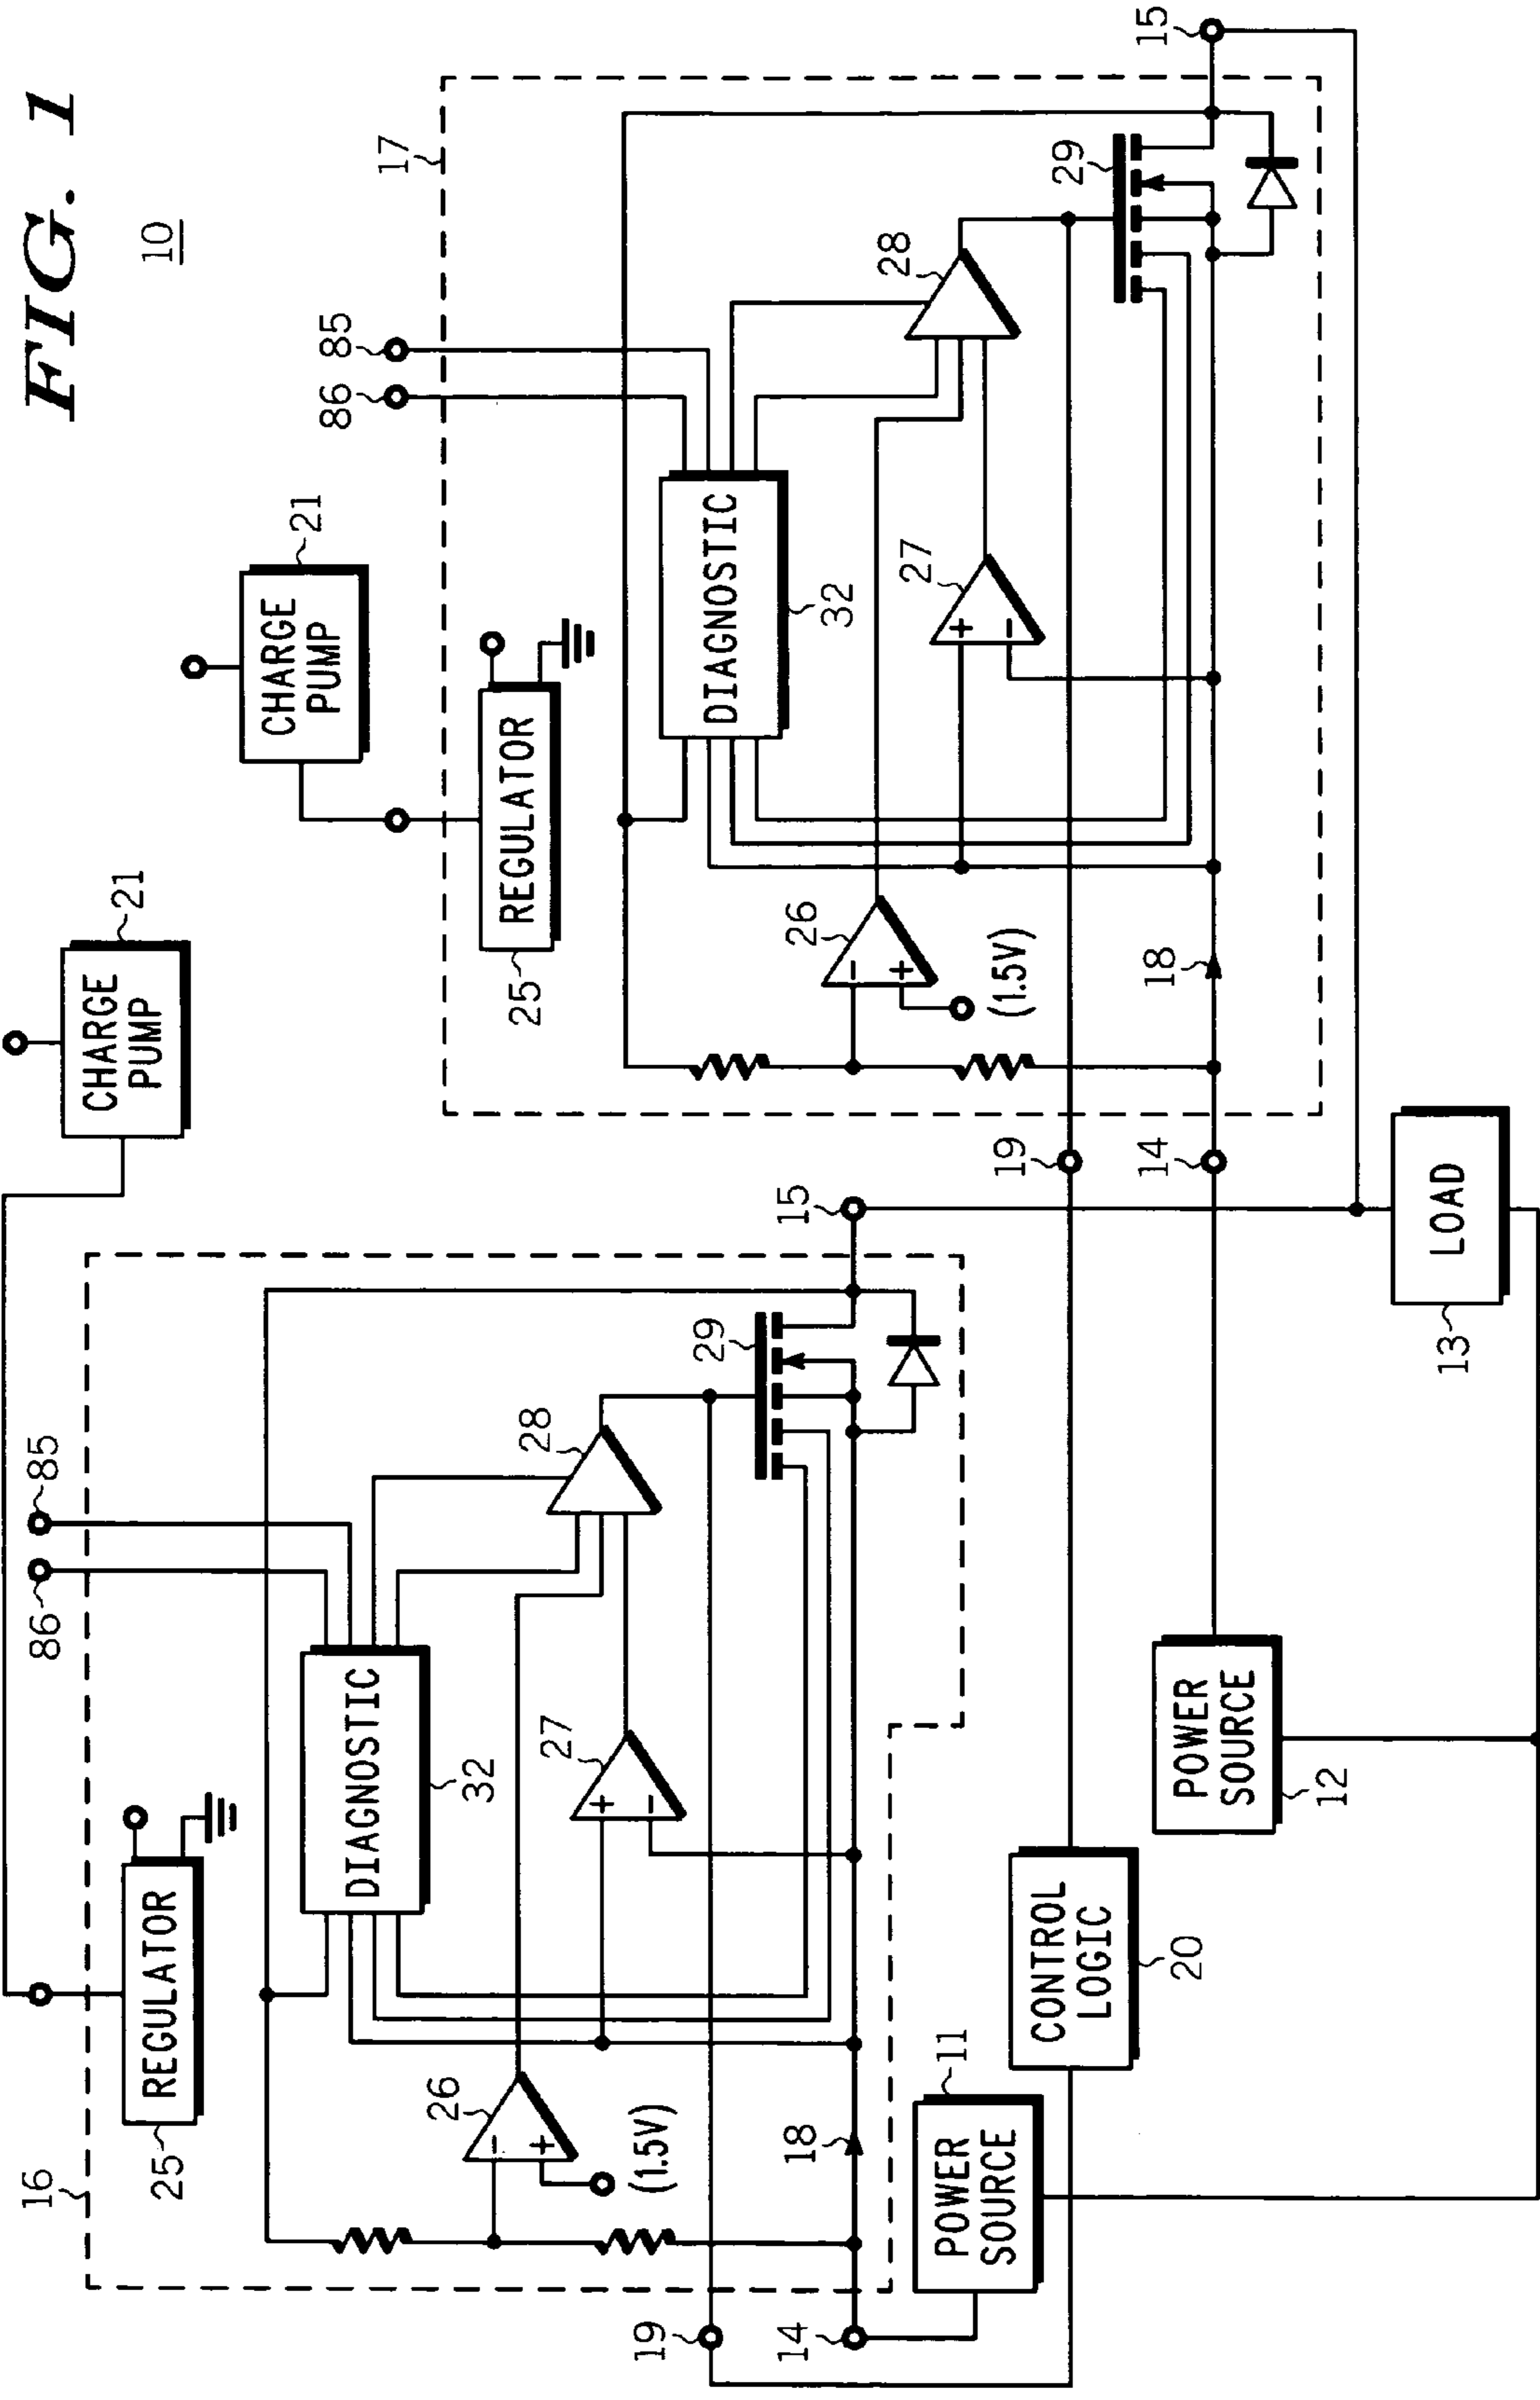 FIG. 1
10
16
25
REGULATOR
21
CHARGE
PUMP
86
85
DIAGNOSTIC
32
26
−
+
(1.5V)
27
+
−
28
29
18
19
14
15
17
21
CHARGE
PUMP
25
REGULATOR
86
85
DIAGNOSTIC
32
26
−
+
(1.5V)
27
+
−
28
29
18
19
14
15
11
POWER
SOURCE
CONTROL
LOGIC
20
POWER
SOURCE
12
LOAD
13